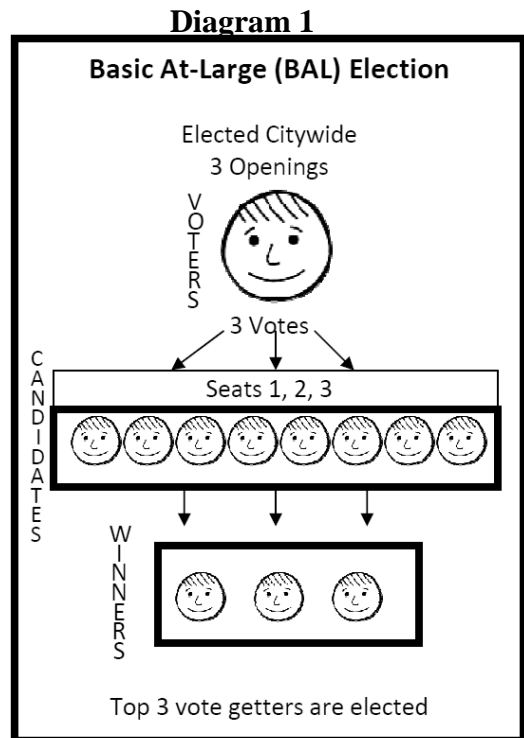 Diagram 1
Basic At-Large (BAL) Election
Elected Citywide
3 Openings
VOTERS
3 Votes
CANDIDATES
Seats 1, 2, 3
WINNERS
Top 3 vote getters are elected